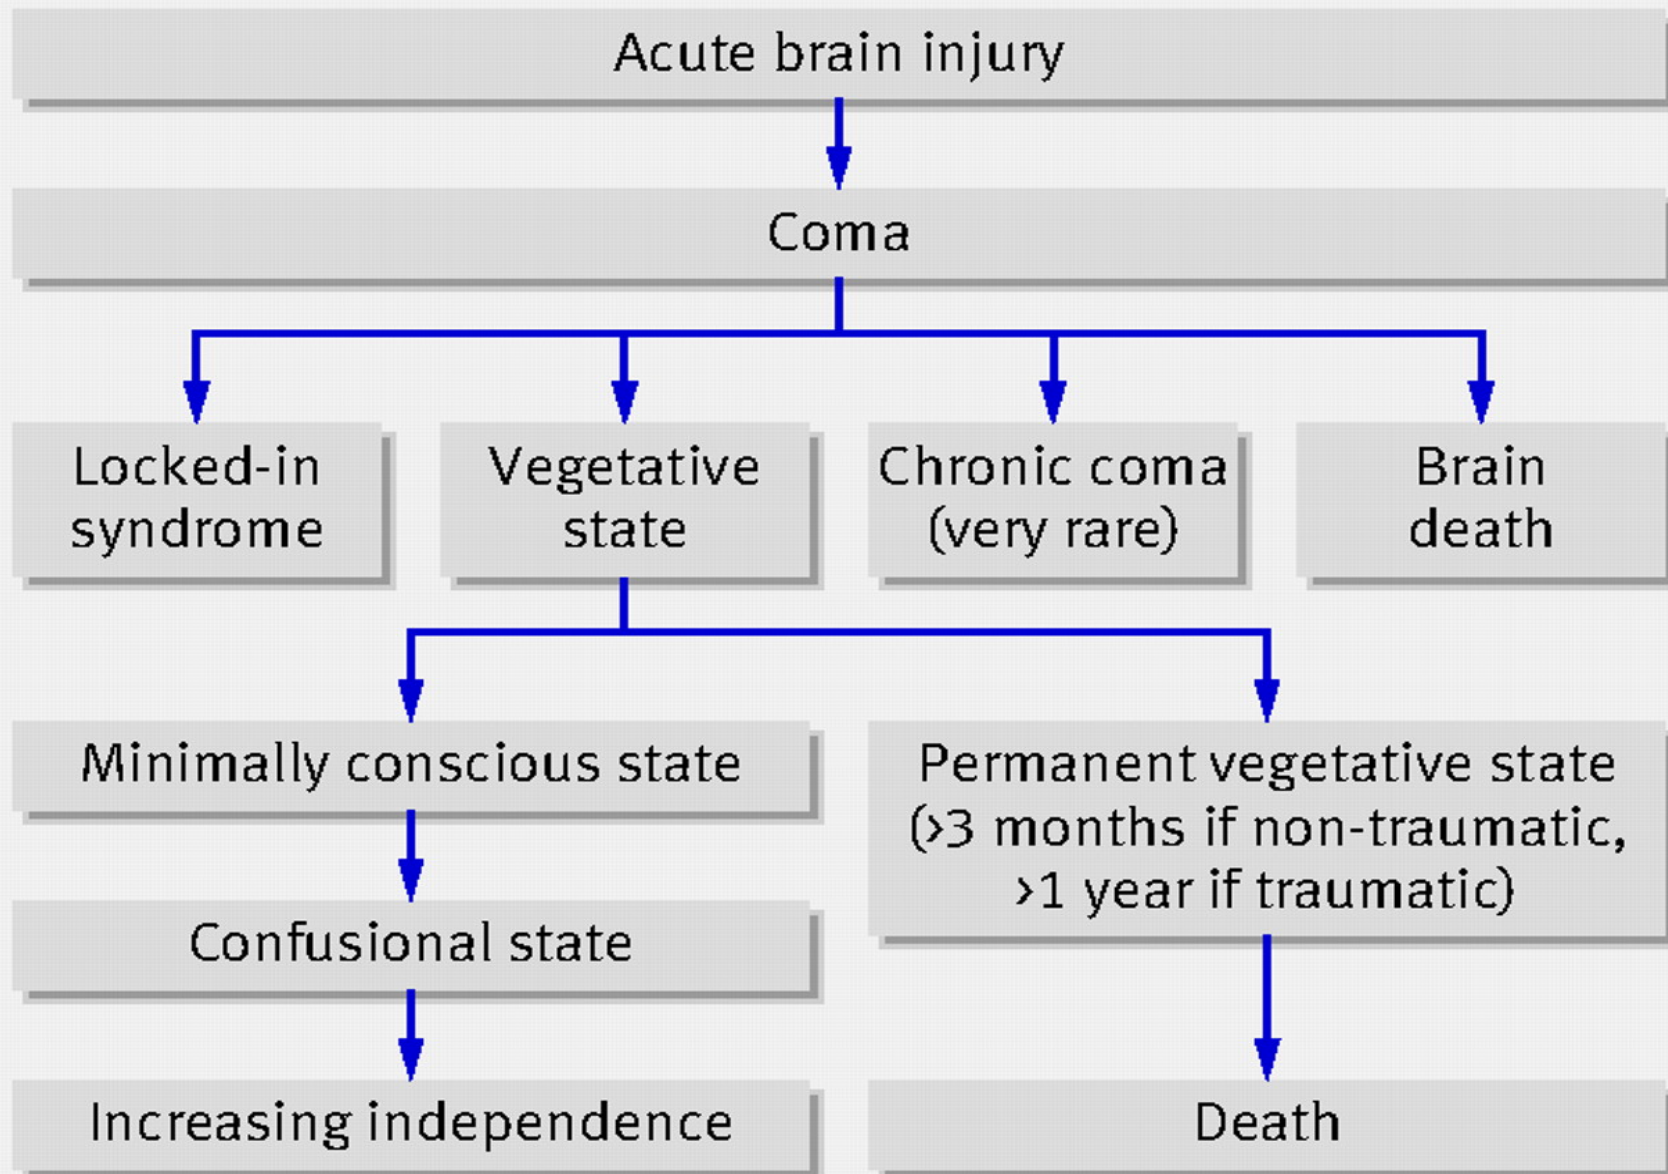 Acute brain injury
Coma
Locked-in
syndrome
Vegetative
state
Chronic coma
(very rare)
Brain
death
Minimally conscious state
Permanent vegetative state
(>3 months if non-traumatic,
>1 year if traumatic)
Confusional state
Increasing independence
Death